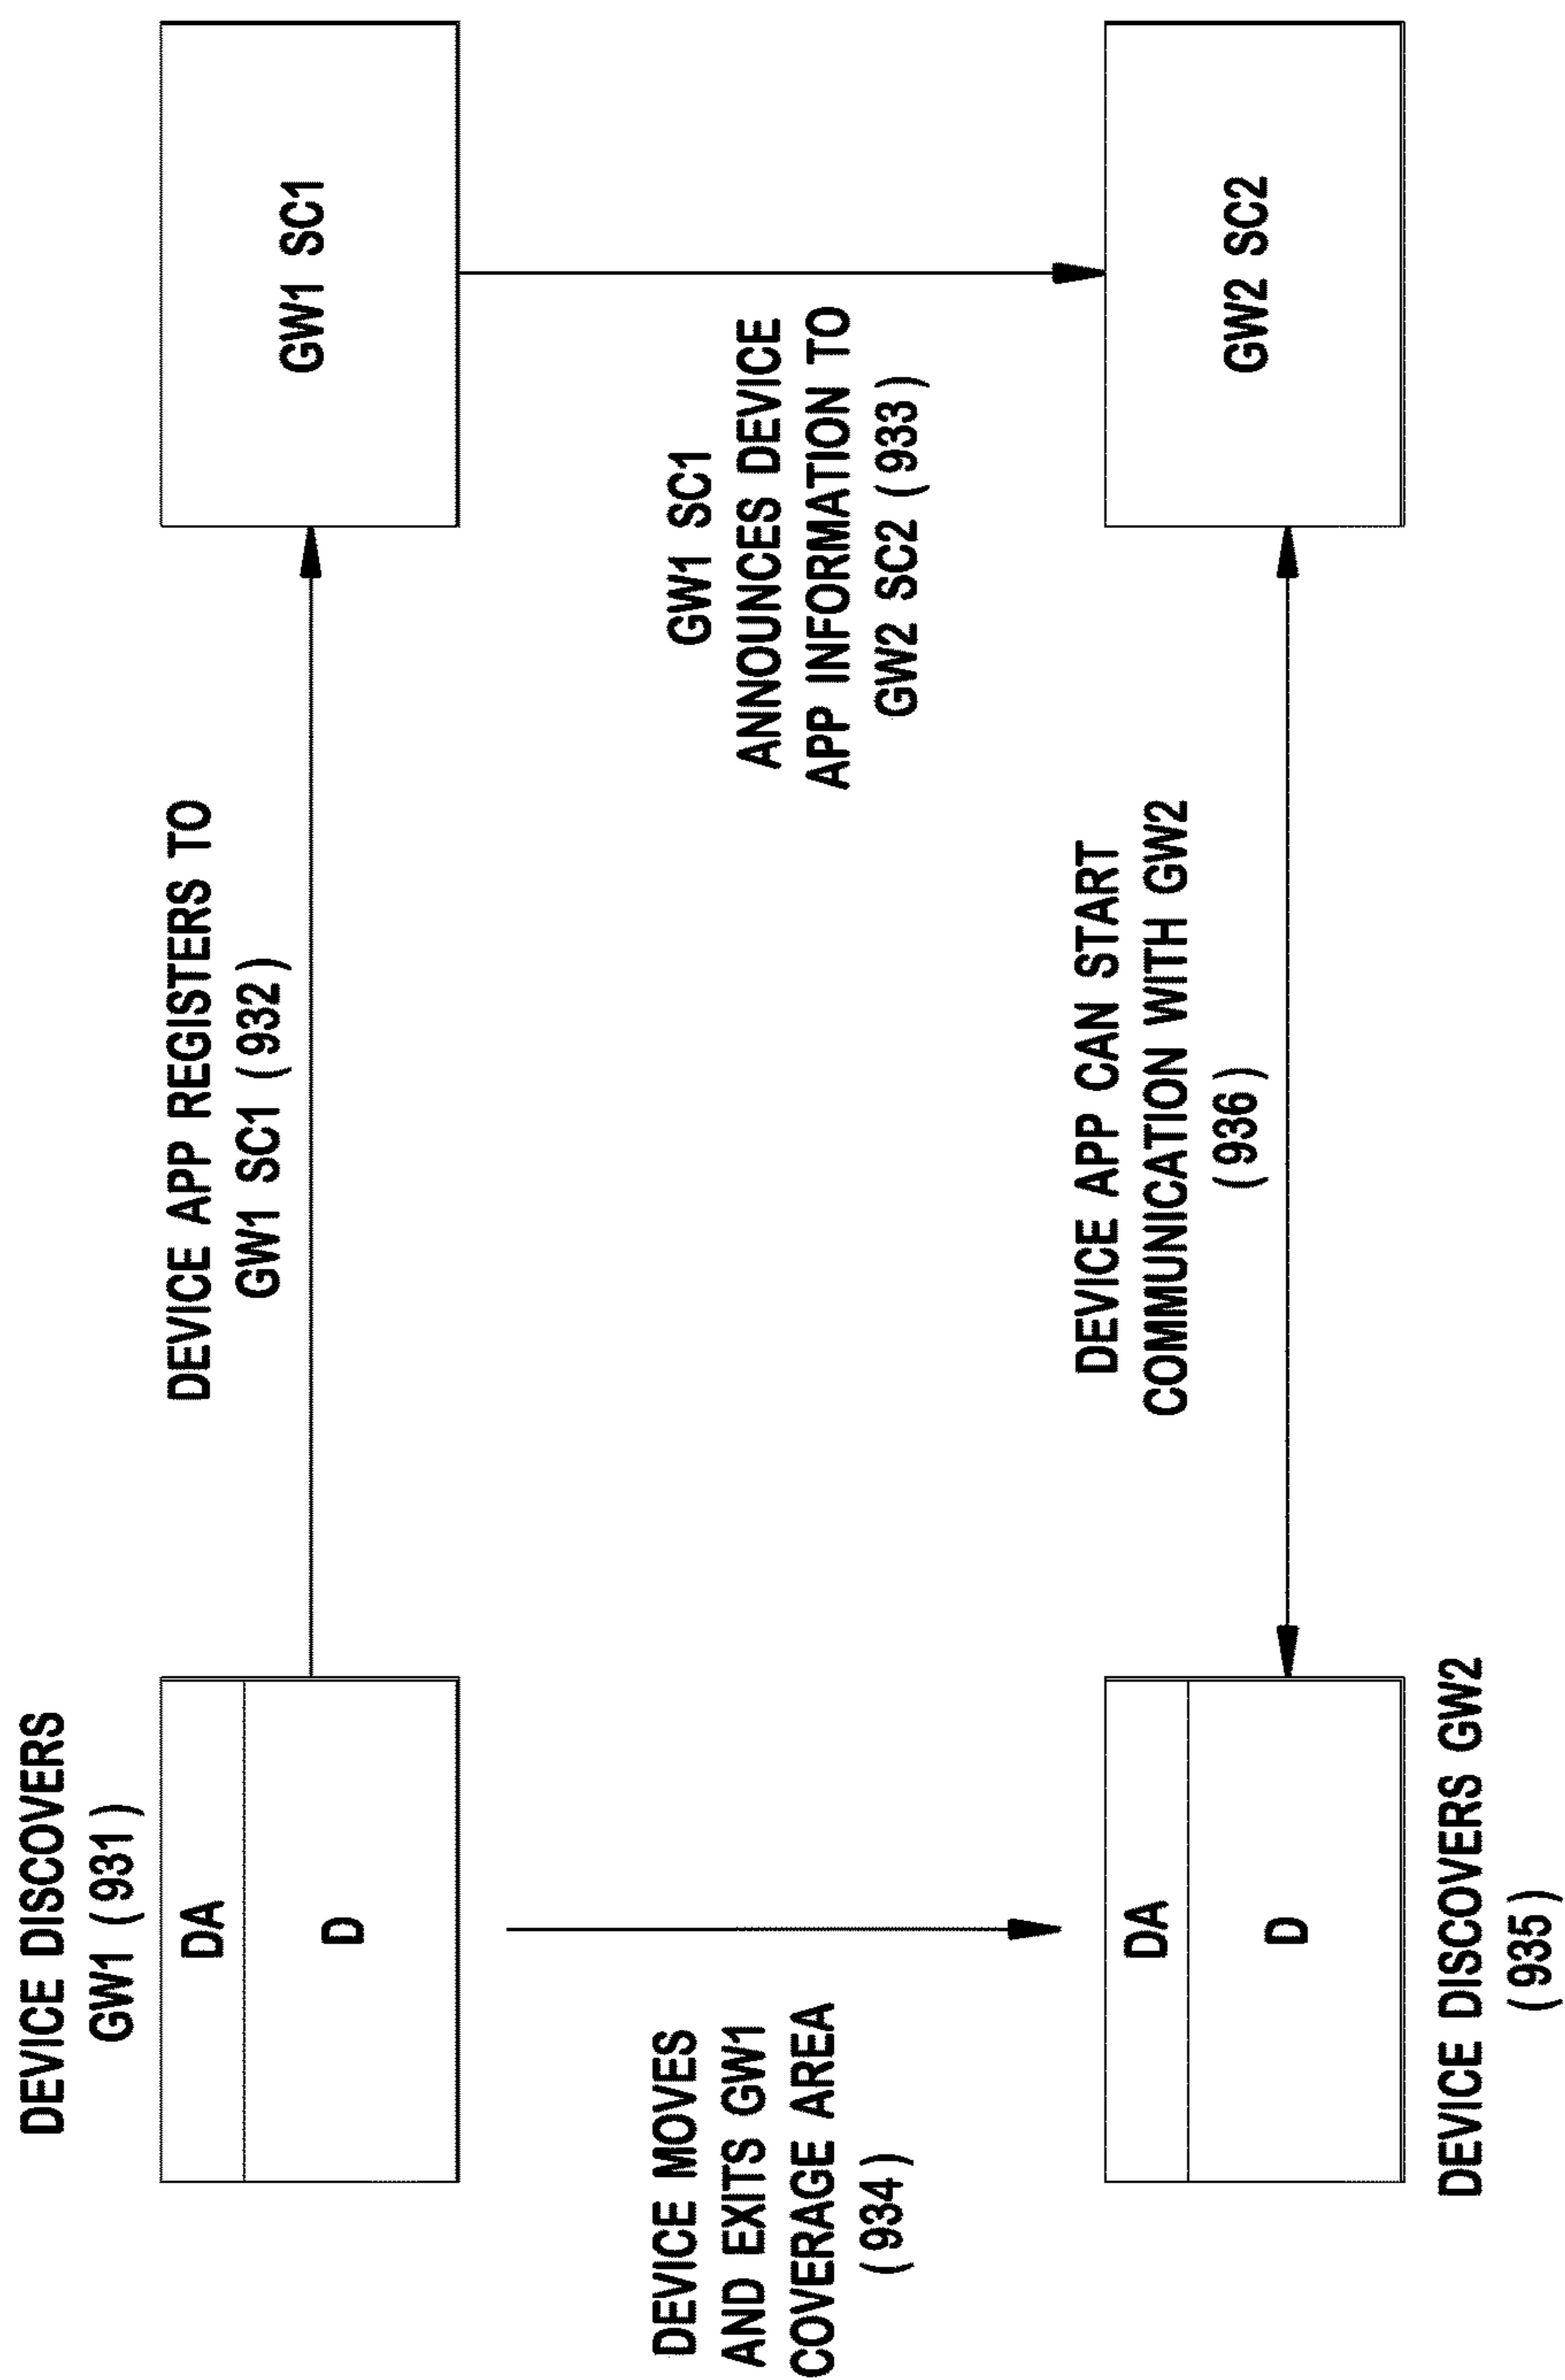 DEVICE DISCOVERS
GW1 (931)
DA
D
DEVICE APP REGISTERS TO
GW1 SC1 (932)
GW1 SC1
DEVICE MOVES
AND EXITS GW1
COVERAGE AREA
(934)
GW1 SC1
ANNOUNCES DEVICE
APP INFORMATION TO
GW2 SC2 (933)
DA
D
DEVICE APP CAN START
COMMUNICATION WITH GW2
(936)
GW2 SC2
DEVICE DISCOVERS GW2
(935)